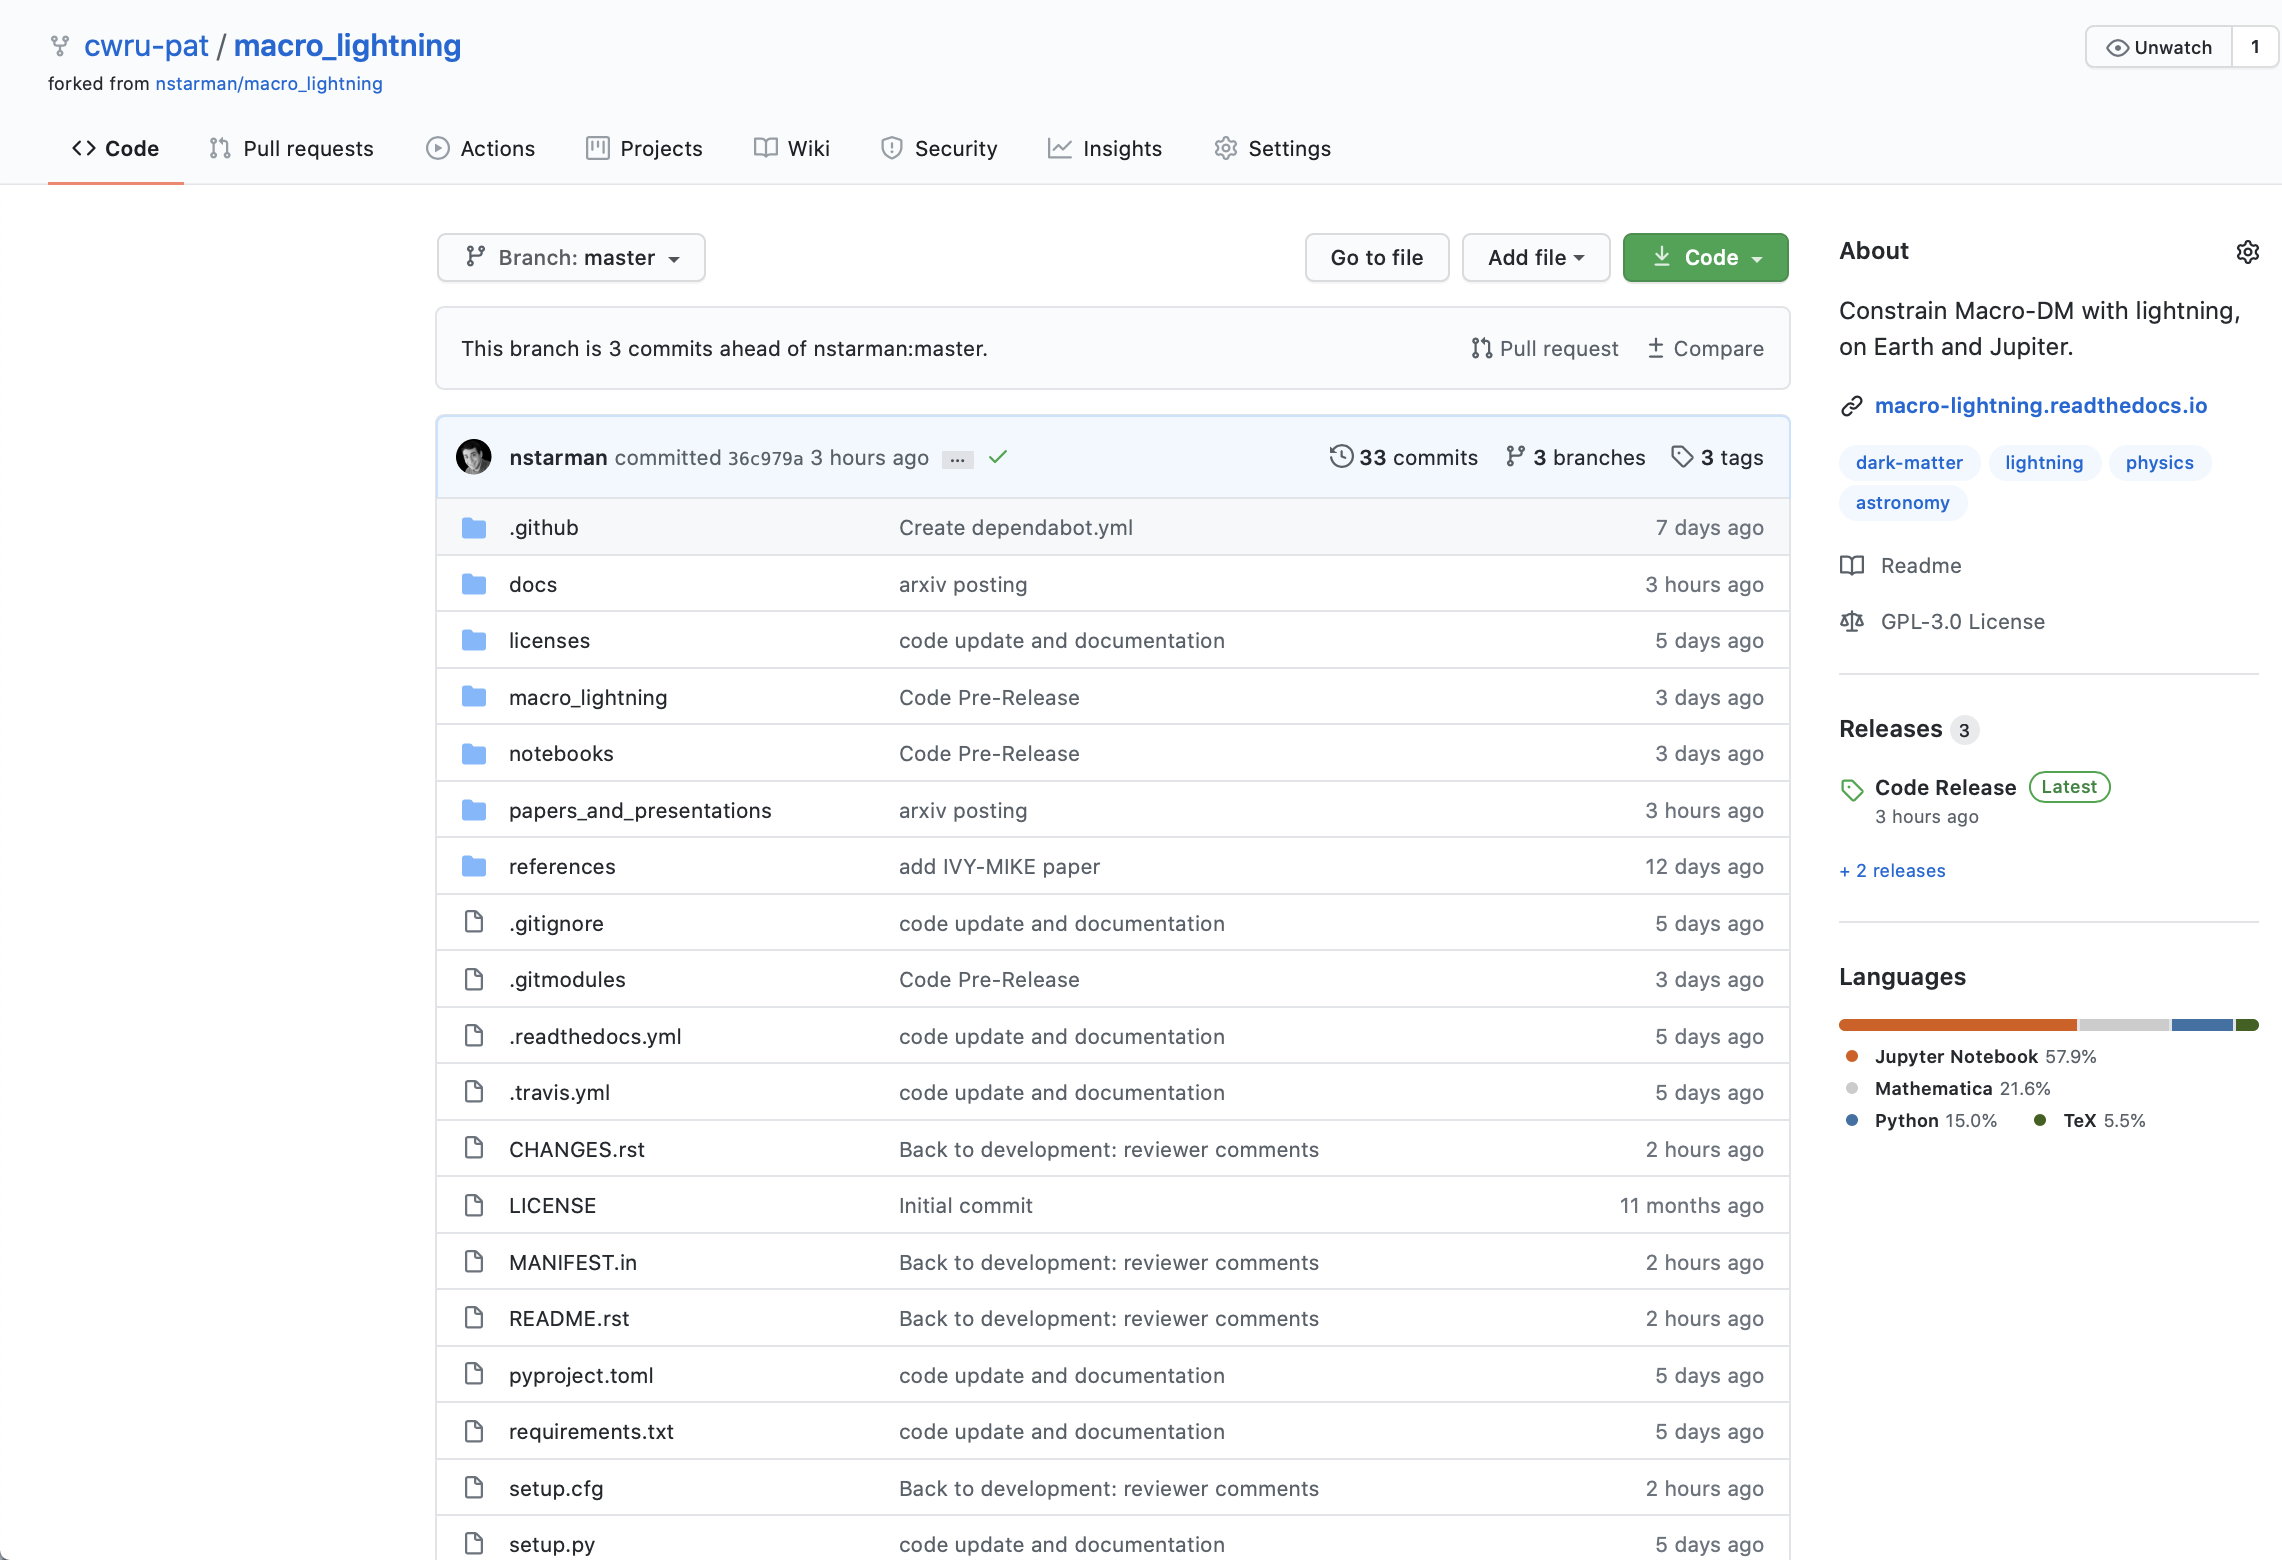 cwru-pat / macro_lightning
Unwatch 1
forked from nstarman/macro_lightning
Code Pull requests Actions Projects Wiki Security Insights Settings
Branch: master Go to file Add file Code
This branch is 3 commits ahead of nstarman:master. Pull request Compare
nstarman committed 36c979a 3 hours ago ... 33 commits 3 branches 3 tags
.github Create dependabot.yml 7 days ago
docs arxiv posting 3 hours ago
licenses code update and documentation 5 days ago
macro_lightning Code Pre-Release 3 days ago
notebooks Code Pre-Release 3 days ago
papers_and_presentations arxiv posting 3 hours ago
references add IVY-MIKE paper 12 days ago
.gitignore code update and documentation 5 days ago
.gitmodules Code Pre-Release 3 days ago
.readthedocs.yml code update and documentation 5 days ago
.travis.yml code update and documentation 5 days ago
CHANGES.rst Back to development: reviewer comments 2 hours ago
LICENSE Initial commit 11 months ago
MANIFEST.in Back to development: reviewer comments 2 hours ago
README.rst Back to development: reviewer comments 2 hours ago
pyproject.toml code update and documentation 5 days ago
requirements.txt code update and documentation 5 days ago
setup.cfg Back to development: reviewer comments 2 hours ago
setup.py code update and documentation 5 days ago
About
Constrain Macro-DM with lightning,
on Earth and Jupiter.
macro-lightning.readthedocs.io
dark-matter lightning physics
astronomy
Readme
GPL-3.0 License
Releases 3
Code Release Latest
3 hours ago
+ 2 releases
Languages
Jupyter Notebook 57.9%
Mathematica 21.6%
Python 15.0% TeX 5.5%